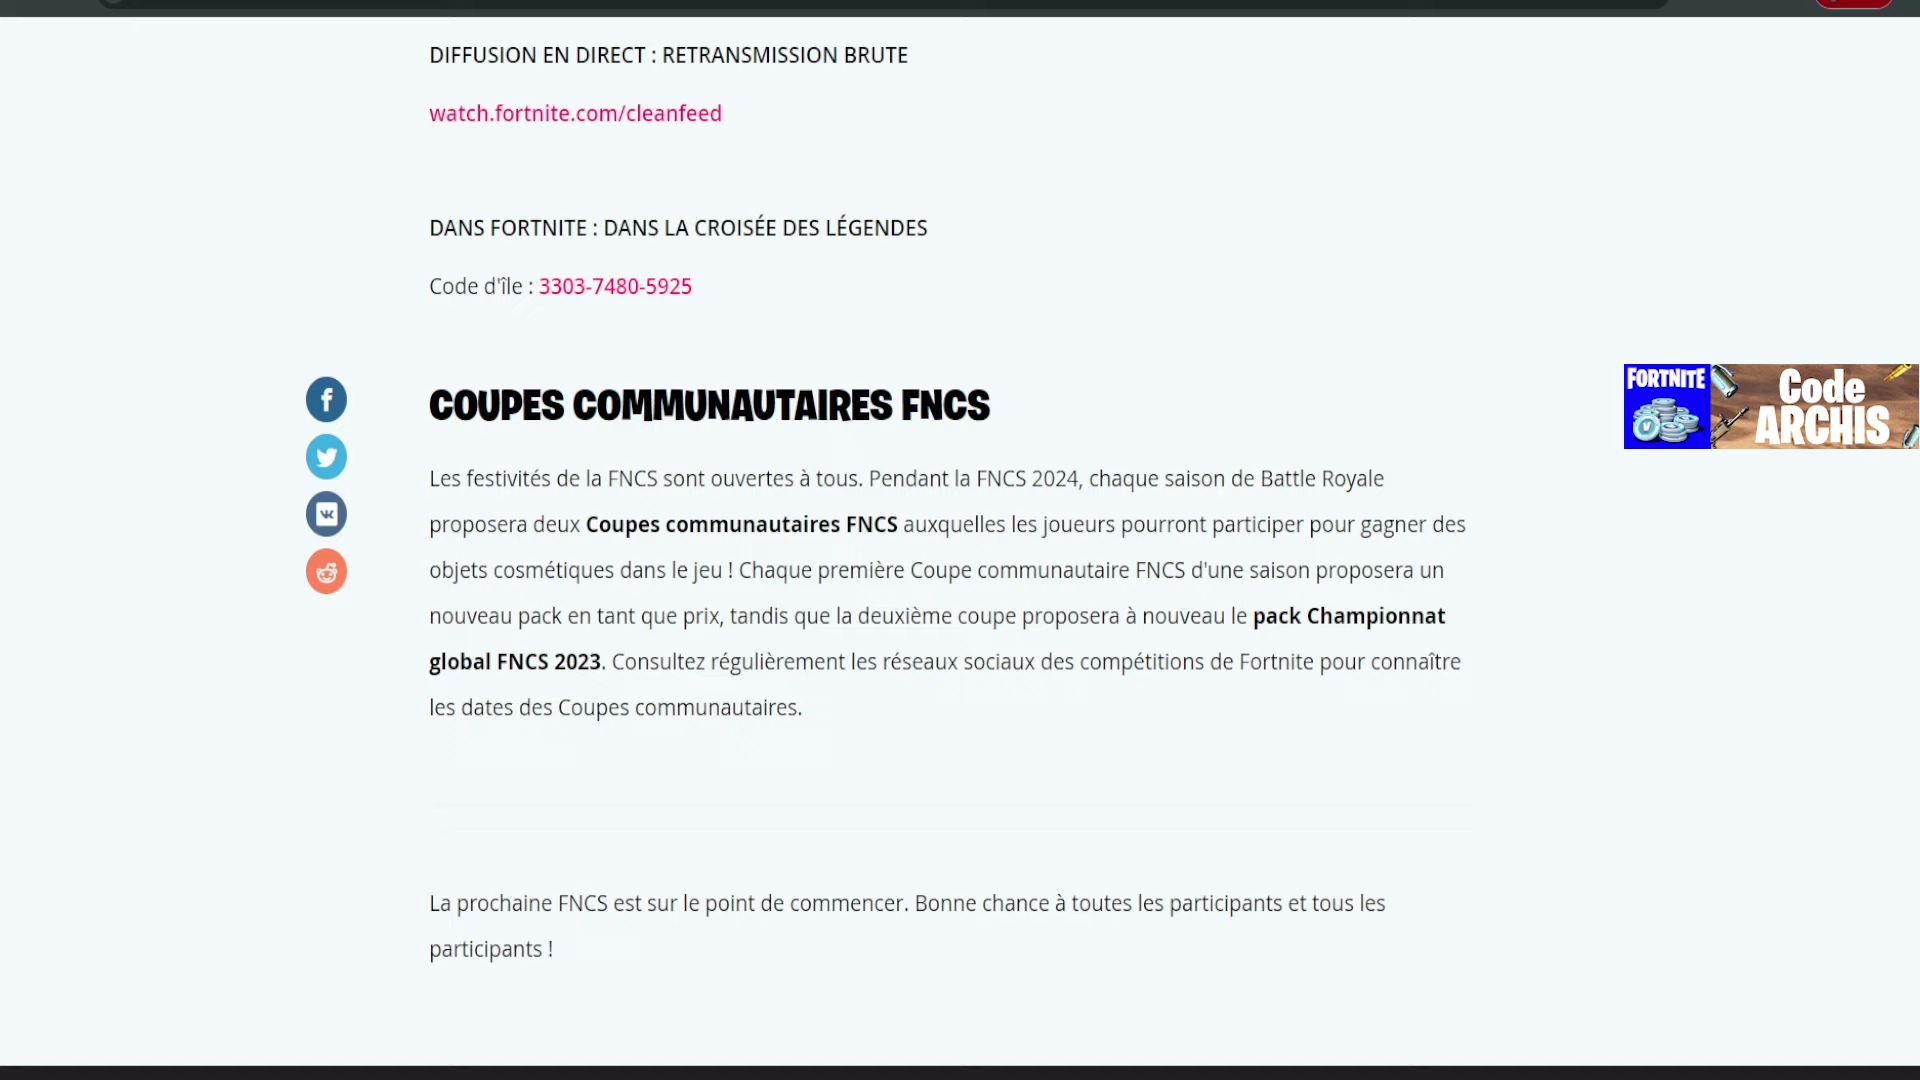 DIFFUSION EN DIRECT : RETRANSMISSION BRUTE
watch.fortnite.com/cleanfeed
DANS FORTNITE : DANS LA CROISÉE DES LÉGENDES
Code d'île : 3303-7480-5925
COUPES COMMUNAUTAIRES FNCS
FORTNITE
Code
ARCHIS
Les festivités de la FNCS sont ouvertes à tous. Pendant la FNCS 2024, chaque saison de Battle Royale
proposera deux Coupes communautaires FNCS auxquelles les joueurs pourront participer pour gagner des
objets cosmétiques dans le jeu ! Chaque première Coupe communautaire FNCS d'une saison proposera un
nouveau pack en tant que prix, tandis que la deuxième coupe proposera à nouveau le pack Championnat
global FNCS 2023. Consultez régulièrement les réseaux sociaux des compétitions de Fortnite pour connaître
les dates des Coupes communautaires.
La prochaine FNCS est sur le point de commencer. Bonne chance à toutes les participants et tous les
participants !